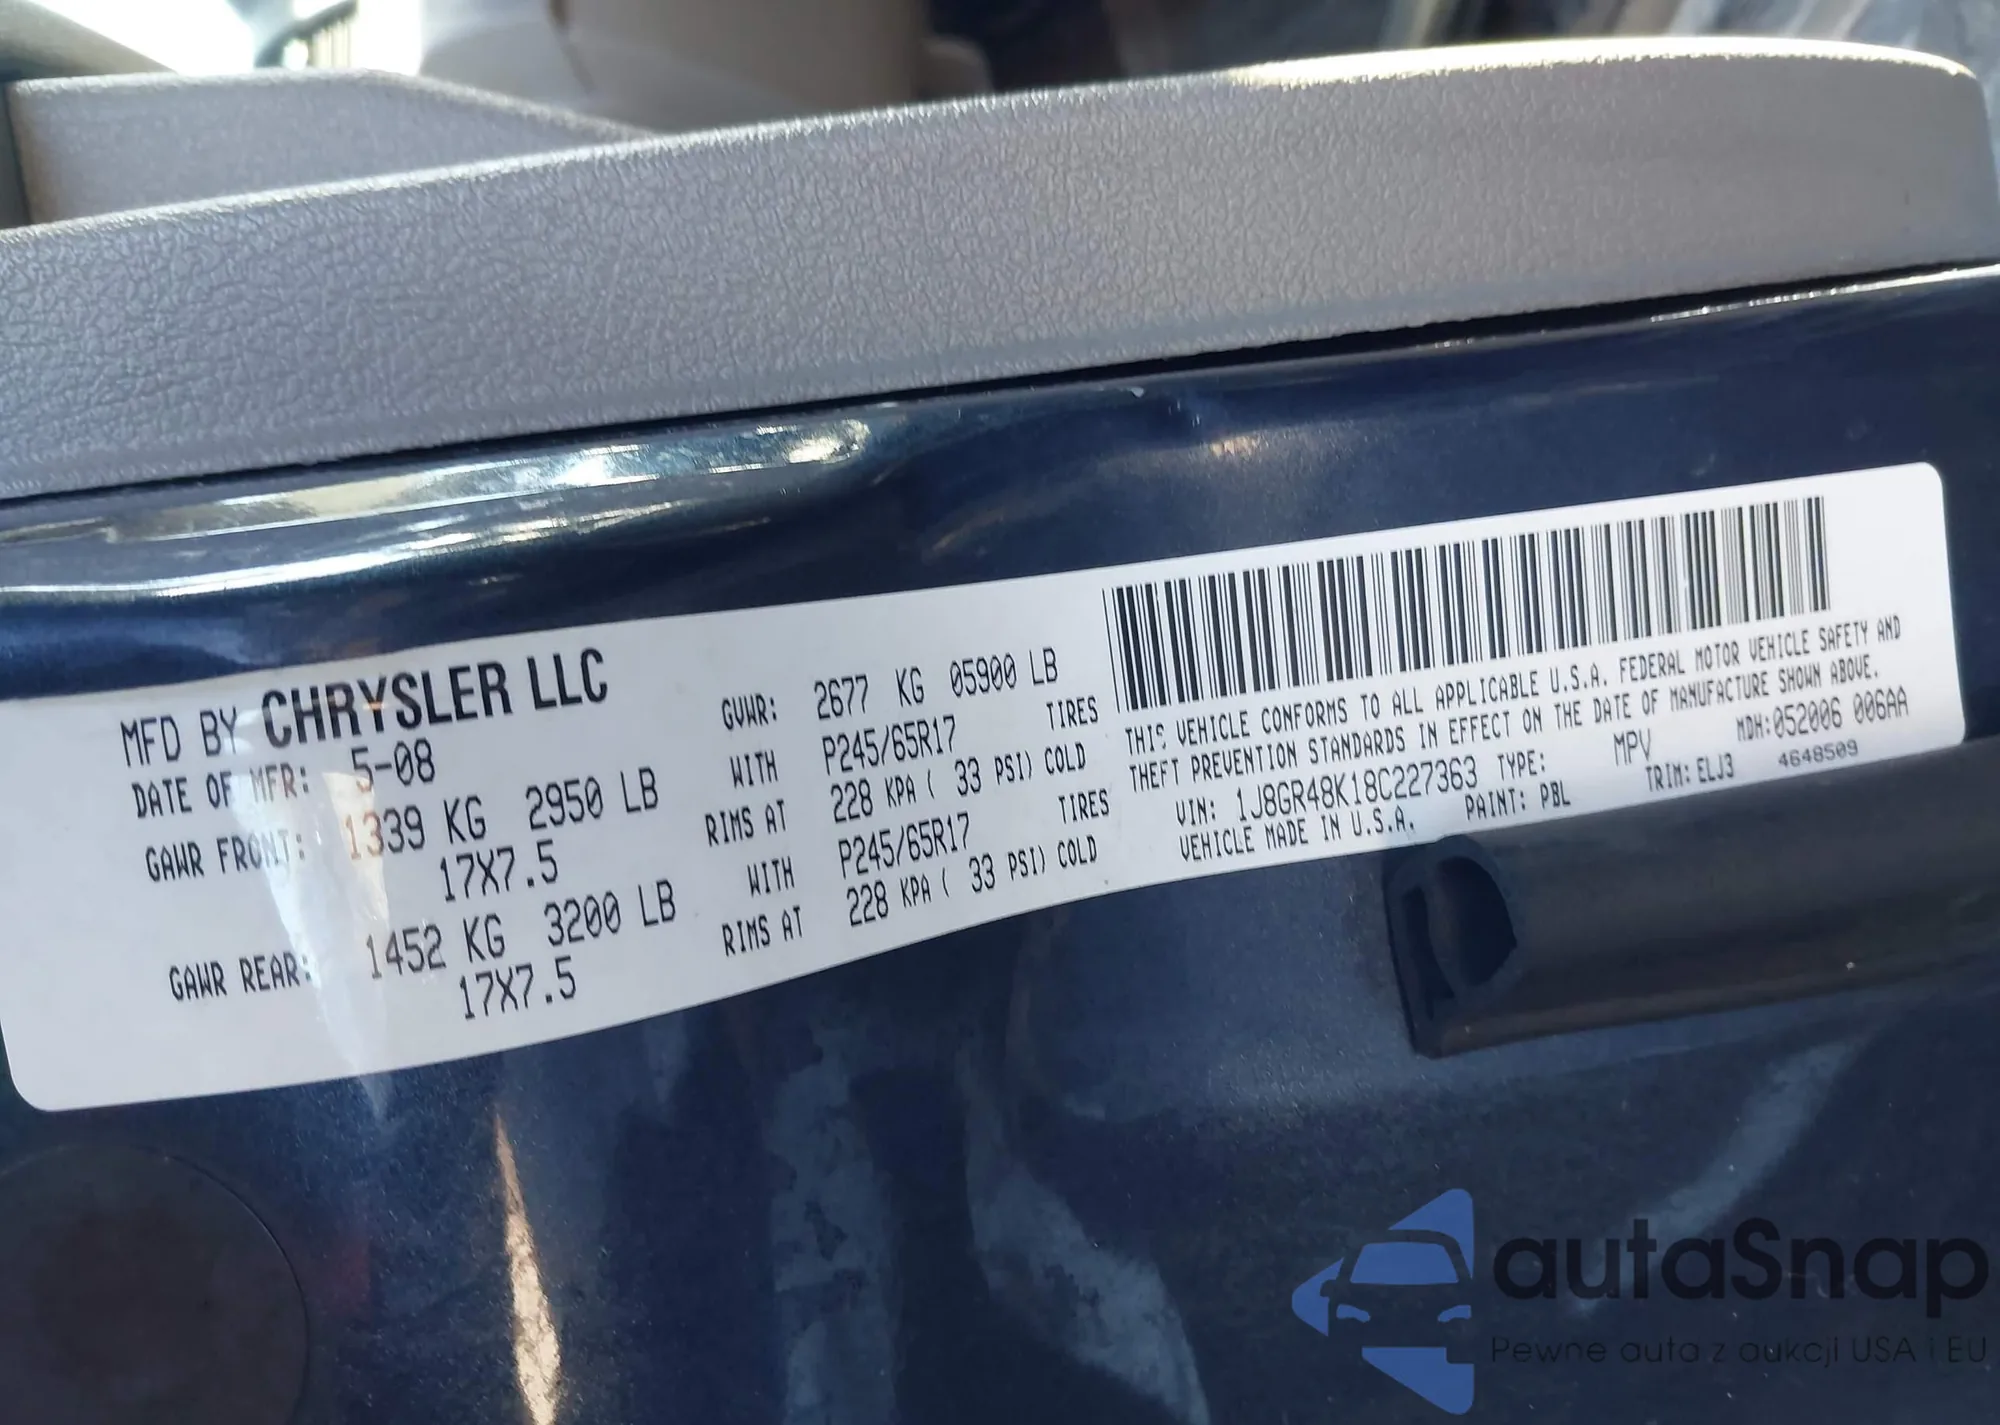 MFD BY CHRYSLER LLC
DATE OF MFR: 5-08
GAWR FRONT: 1339 KG 2950 LB
17X7.5
GAWR REAR: 1452 KG 3200 LB
17X7.5
GVWR: 2677 KG 05900 LB
WITH P245/65R17 TIRES
RIMS AT 228 KPA ( 33 PSI) COLD
WITH P245/65R17 TIRES
RIMS AT 228 KPA ( 33 PSI) COLD
THIS VEHICLE CONFORMS TO ALL APPLICABLE U.S.A. FEDERAL MOTOR VEHICLE SAFETY AND
THEFT PREVENTION STANDARDS IN EFFECT ON THE DATE OF MANUFACTURE SHOWN ABOVE.
VIN: 1J8GR48K18C227363 TYPE: MPV MDH:052006 006AA
VEHICLE MADE IN U.S.A. PAINT: PBL TRIM: ELJ3 4648509
autaSnap
Pewne auta z aukcji USA i EU